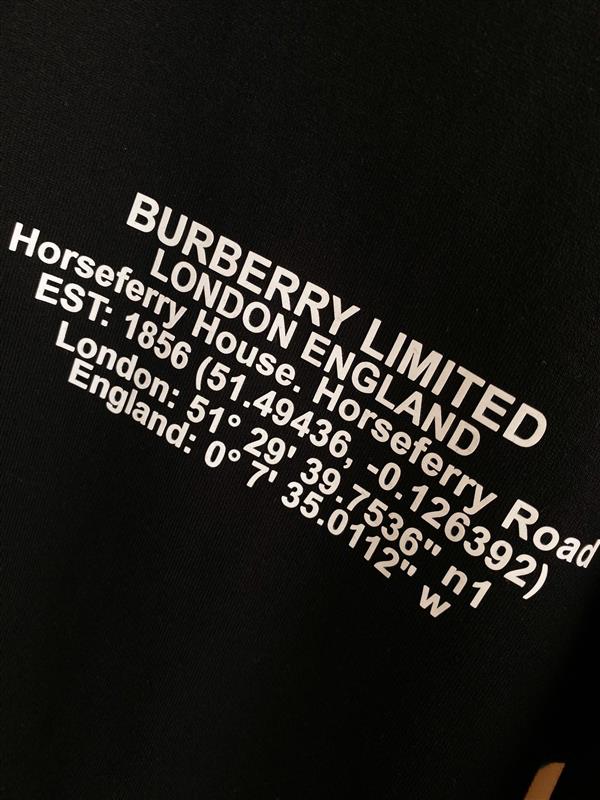 BURBERRY LIMITED
LONDON ENGLAND
Horseferry House. Horseferry Road
EST: 1856 (51.49436, -0.126392)
London: 51° 29' 39.7536" n1
England: 0° 7' 35.0112" w